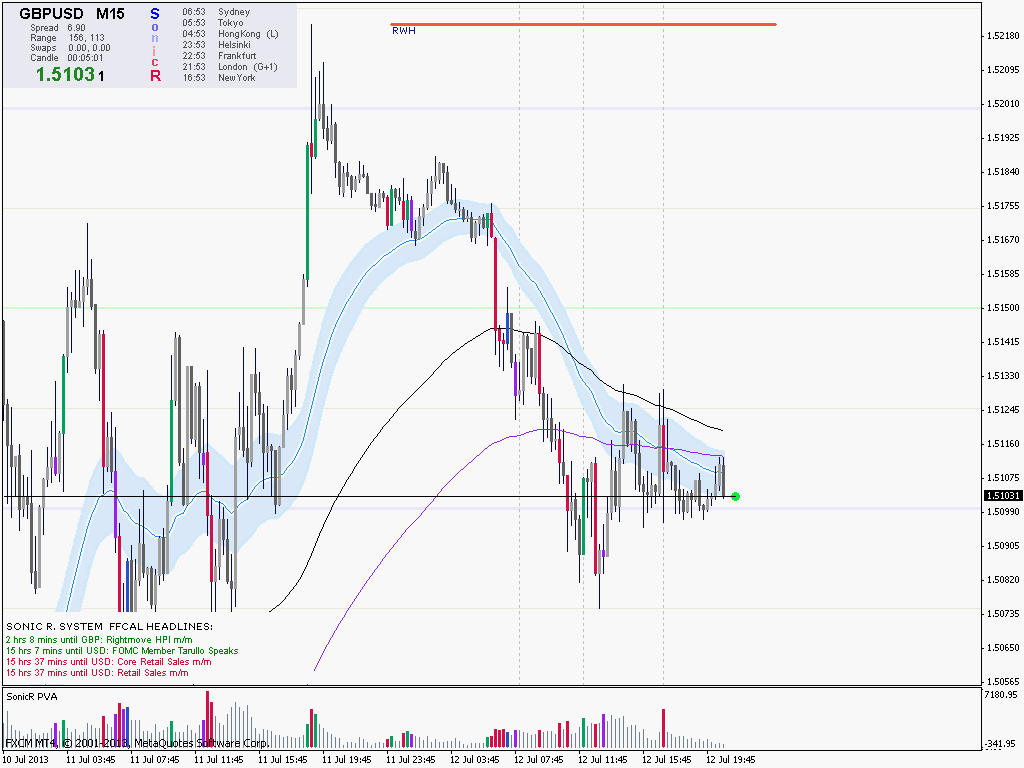 GBPUSD M15
Spread 6.90
Range 156, 113
Swaps 0.00, 0.00
Candle 00:05:01
1.51031
S
o
n
i
c
R
06:53 Sydney
05:53 Tokyo
04:53 HongKong (L)
23:53 Helsinki
22:53 Frankfurt
21:53 London (G+1)
16:53 NewYork
RWH
1.52180
1.52095
1.52010
1.51925
1.51840
1.51755
1.51670
1.51585
1.51500
1.51415
1.51330
1.51245
1.51160
1.51075
1.51031
1.50990
1.50905
1.50820
1.50735
1.50650
1.50565
SONIC R. SYSTEM FFCAL HEADLINES:
2 hrs 8 mins until GBP: Rightmove HPI m/m
15 hrs 7 mins until USD: FOMC Member Tarullo Speaks
15 hrs 37 mins until USD: Core Retail Sales m/m
15 hrs 37 mins until USD: Retail Sales m/m
SonicR PVA
7180.95
-341.95
FXCM MT4, © 2001-2013, MetaQuotes Software Corp.
10 Jul 2013
11 Jul 03:45
11 Jul 07:45
11 Jul 11:45
11 Jul 15:45
11 Jul 19:45
11 Jul 23:45
12 Jul 03:45
12 Jul 07:45
12 Jul 11:45
12 Jul 15:45
12 Jul 19:45